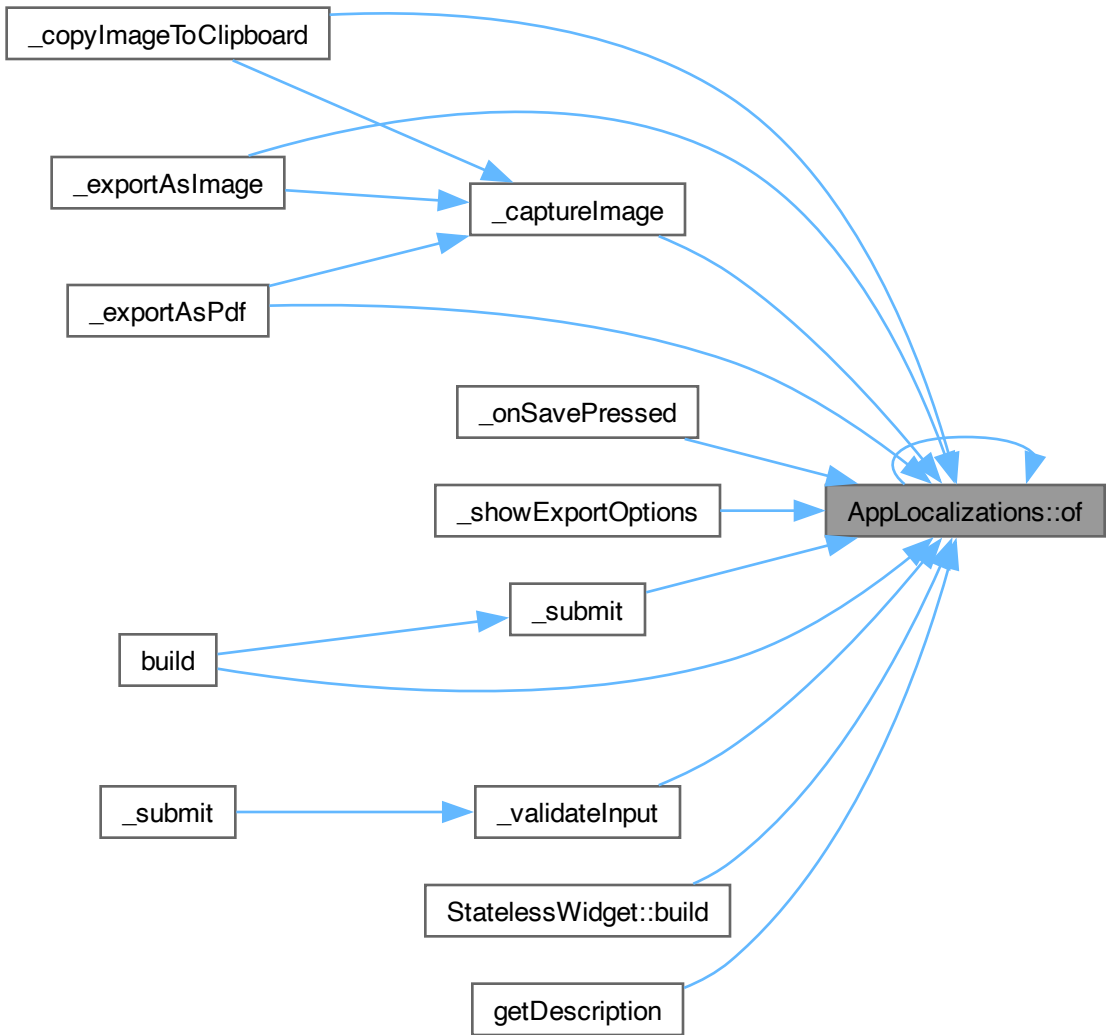 _copyImageToClipboard
_exportAsImage
_captureImage
_exportAsPdf
_onSavePressed
_showExportOptions
AppLocalizations::of
_submit
build
_submit
_validateInput
StatelessWidget::build
getDescription